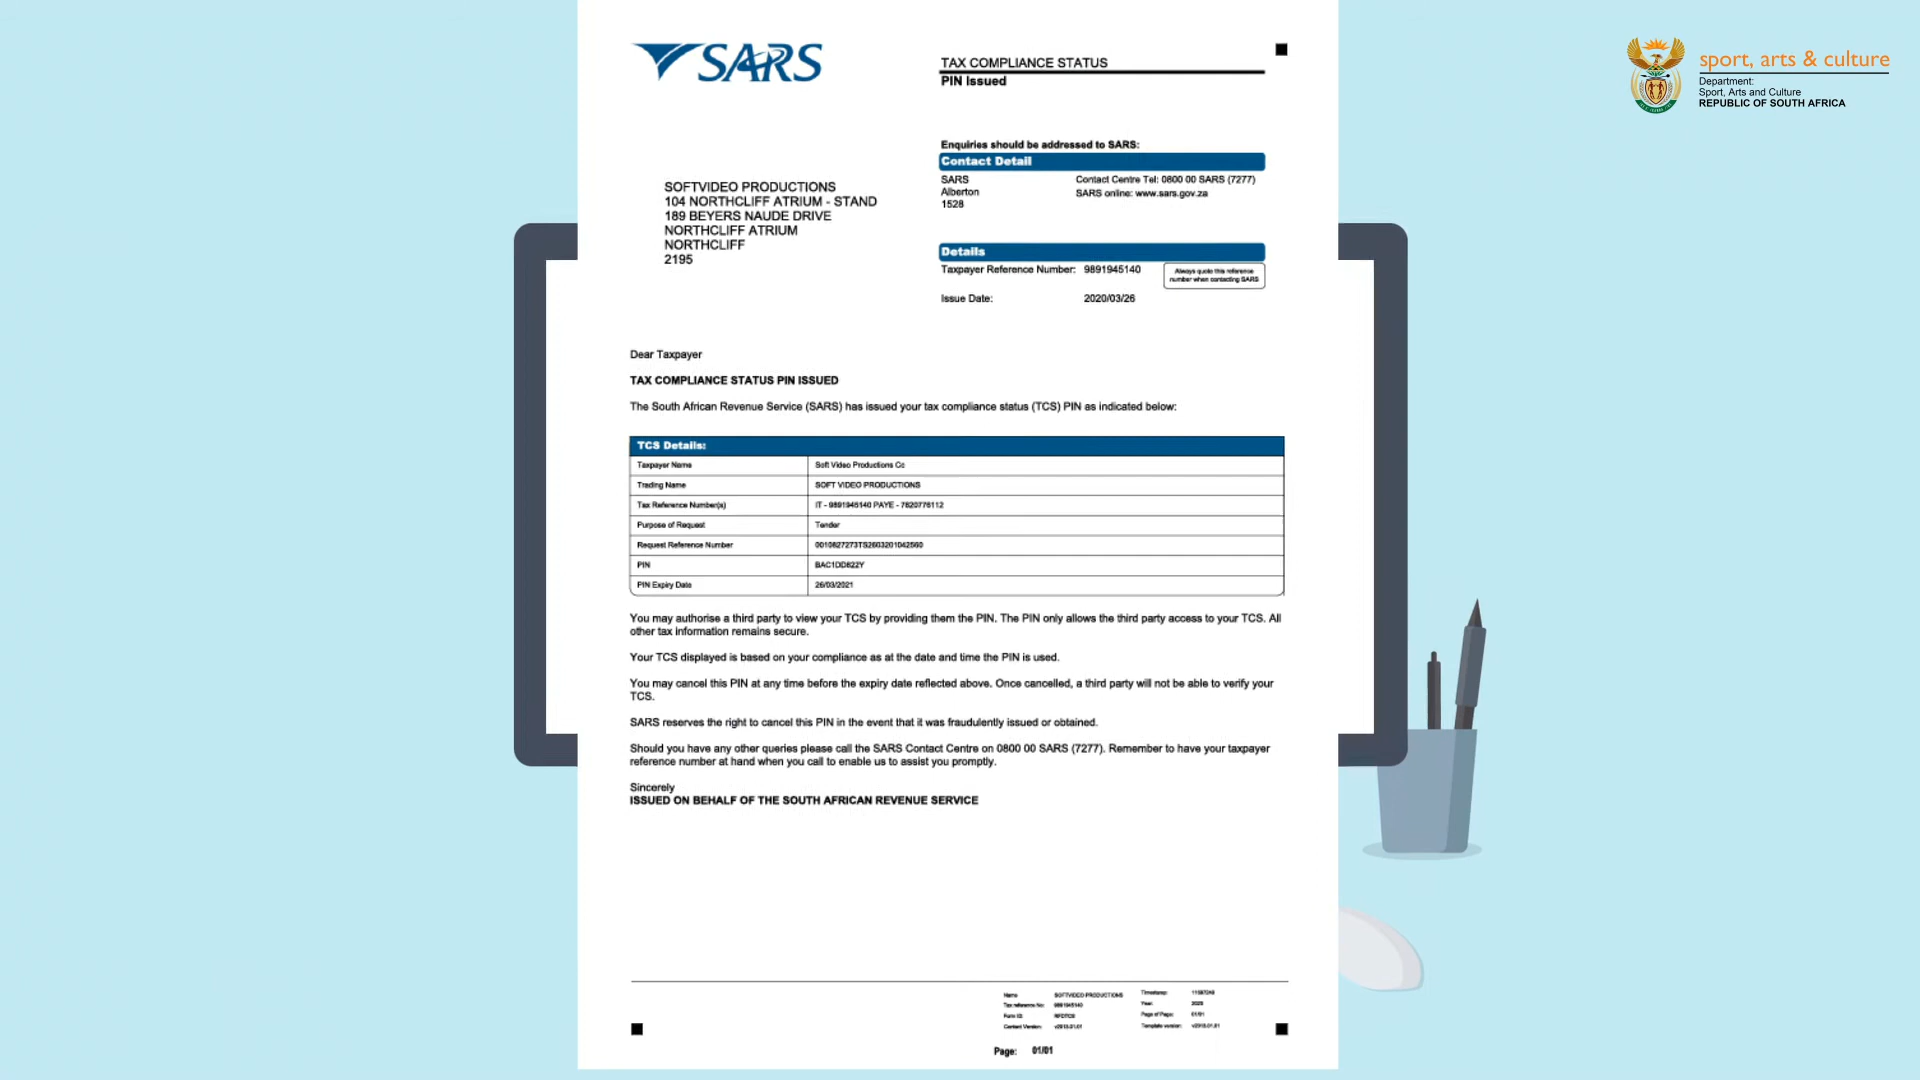 SARS
TAX COMPLIANCE STATUS
PIN Issued
sport, arts & culture
Department:
Sport, Arts and Culture
REPUBLIC OF SOUTH AFRICA
Enquiries should be addressed to SARS:
Contact Detail
SARS Contact Centre Tel: 0800 00 SARS (7277)
Alberton SARS online: www.sars.gov.za
1528
SOFTVIDEO PRODUCTIONS
104 NORTHCLIFF ATRIUM - STAND
189 BEYERS NAUDE DRIVE
NORTHCLIFF ATRIUM
NORTHCLIFF
2195
Details
Taxpayer Reference Number: 9891945140
Always quote this reference
number when contacting SARS
Issue Date: 2020/03/26
Dear Taxpayer
TAX COMPLIANCE STATUS PIN ISSUED
The South African Revenue Service (SARS) has issued your tax compliance status (TCS) PIN as indicated below:
TCS Details:
Taxpayer Name Soft Video Productions Cc
Trading Name SOFT VIDEO PRODUCTIONS
Tax Reference Number(s) IT - 9891945140 PAYE - 7820776112
Purpose of Request Tender
Request Reference Number 0010827273TS2603201042560
PIN BAC1DD822Y
PIN Expiry Date 26/03/2021
You may authorise a third party to view your TCS by providing them the PIN. The PIN only allows the third party access to your TCS. All
other tax information remains secure.
Your TCS displayed is based on your compliance as at the date and time the PIN is used.
You may cancel this PIN at any time before the expiry date reflected above. Once cancelled, a third party will not be able to verify your
TCS.
SARS reserves the right to cancel this PIN in the event that it was fraudulently issued or obtained.
Should you have any other queries please call the SARS Contact Centre on 0800 00 SARS (7277). Remember to have your taxpayer
reference number at hand when you call to enable us to assist you promptly.
Sincerely
ISSUED ON BEHALF OF THE SOUTH AFRICAN REVENUE SERVICE
Name SOFTVIDEO PRODUCTIONS Timestamp:
Tax reference No: 9891945140 Year: 2020
Form ID: RFDTCS Page of Page: 01/01
Content Version: Template version:
Page: 01/01